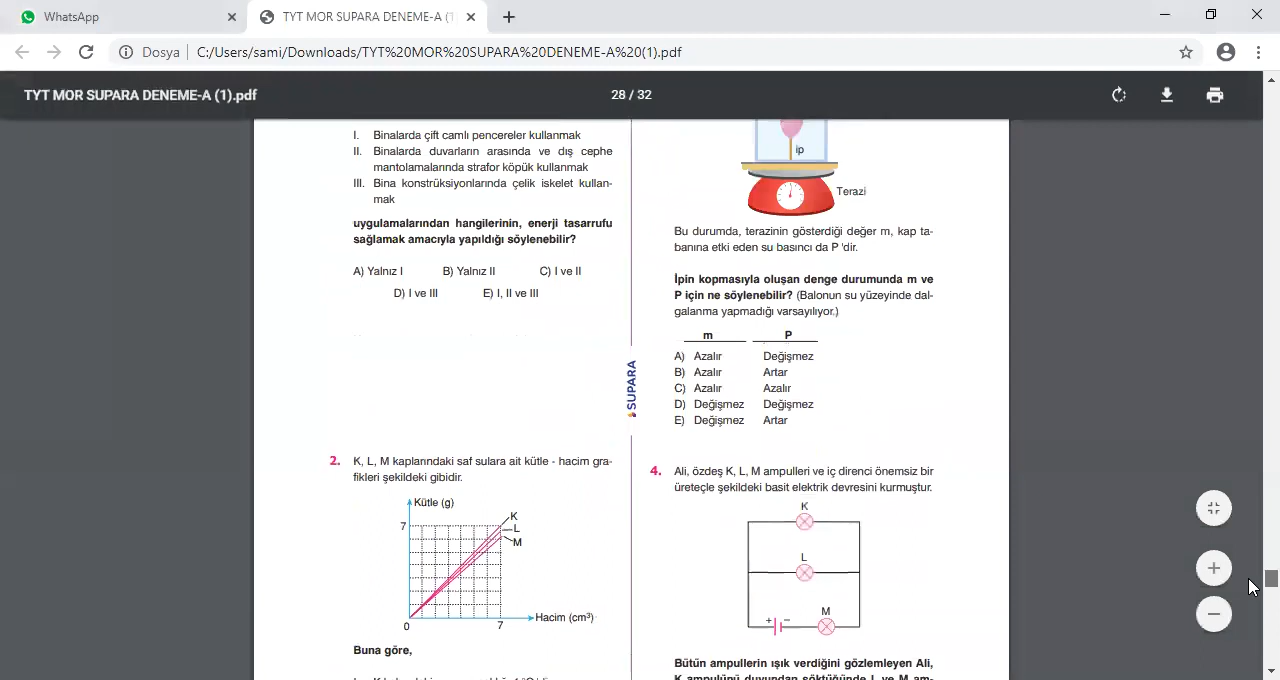 WhatsApp
TYT MOR SUPARA DENEME-A (1
Dosya
C:/Users/sami/Downloads/TYT%20MOR%20SUPARA%20DENEME-A%20(1).pdf
TYT MOR SUPARA DENEME-A (1).pdf
28 / 32
I. Binalarda çift camlı pencereler kullanmak
II. Binalarda duvarların arasında ve dış cephe
mantolamalarında strafor köpük kullanmak
III. Bina konstrüksiyonlarında çelik iskelet kullan-
mak
uygulamalarından hangilerinin, enerji tasarrufu
sağlamak amacıyla yapıldığı söylenebilir?
A) Yalnız I B) Yalnız II C) I ve II
D) I ve III E) I, II ve III
2. K, L, M kaplarındaki saf sulara ait kütle - hacim gra-
fikleri şekildeki gibidir.
Kütle (g)
K
7
L
M
Hacim (cm³)
0
7
Buna göre,
SUPARA
ip
Terazi
Bu durumda, terazinin gösterdiği değer m, kap ta-
banına etki eden su basıncı da P 'dir.
İpin kopmasıyla oluşan denge durumunda m ve
P için ne söylenebilir? (Balonun su yüzeyinde dal-
galanma yapmadığı varsayılıyor.)
m P
A) Azalır Değişmez
B) Azalır Artar
C) Azalır Azalır
D) Değişmez Değişmez
E) Değişmez Artar
4. Ali, özdeş K, L, M ampulleri ve iç direnci önemsiz bir
üreteçle şekildeki basit elektrik devresini kurmuştur.
K
L
M
+ −
Bütün ampullerin ışık verdiğini gözlemleyen Ali,
K ampulünü duyundan söktüğünde L ve M am-